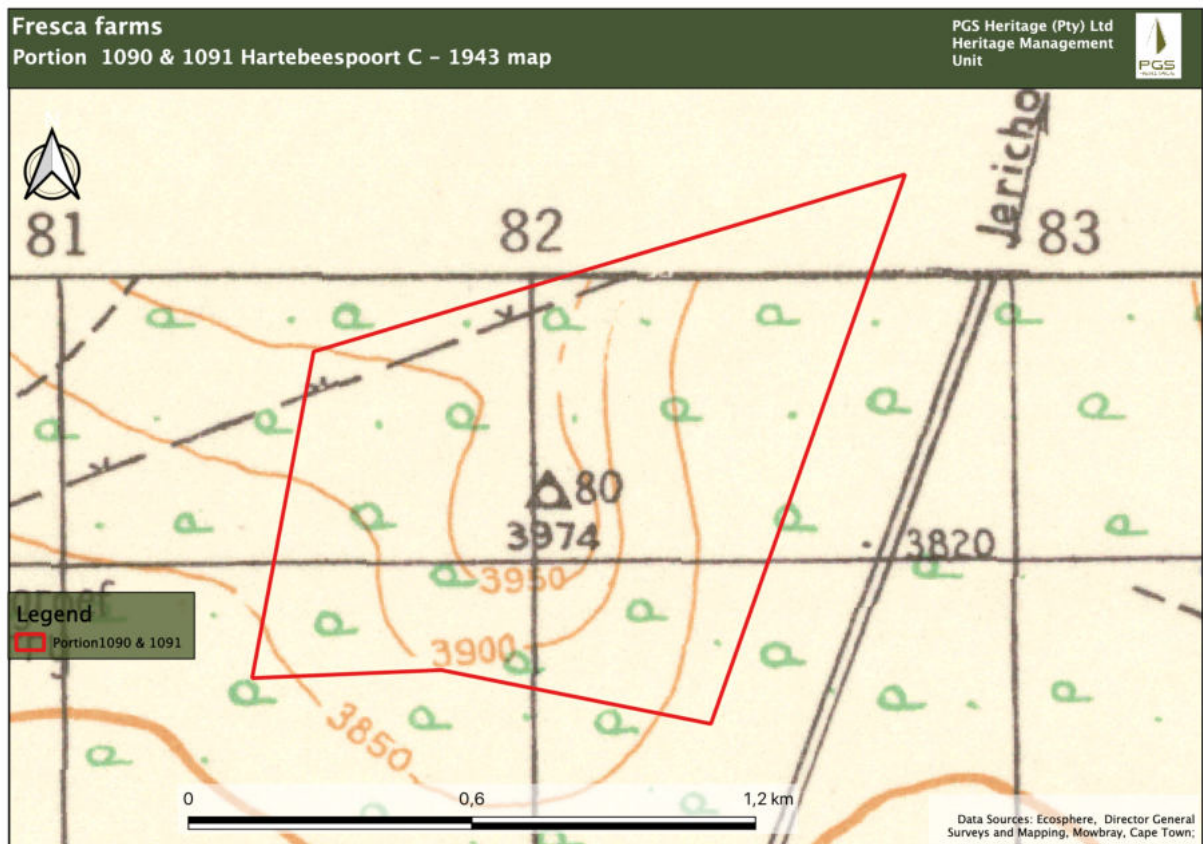 Fresca farms
Portion 1090 & 1091 Hartebeespoort C – 1943 map
PGS Heritage (Pty) Ltd
Heritage Management
Unit
PGS
HERITAGE
Jericho
81
82
83
80
3974
3820
3950
3900
3850
Legend
Portion1090 & 1091
0
0,6
1,2 km
Data Sources: Ecosphere, Director General
Surveys and Mapping, Mowbray, Cape Town;